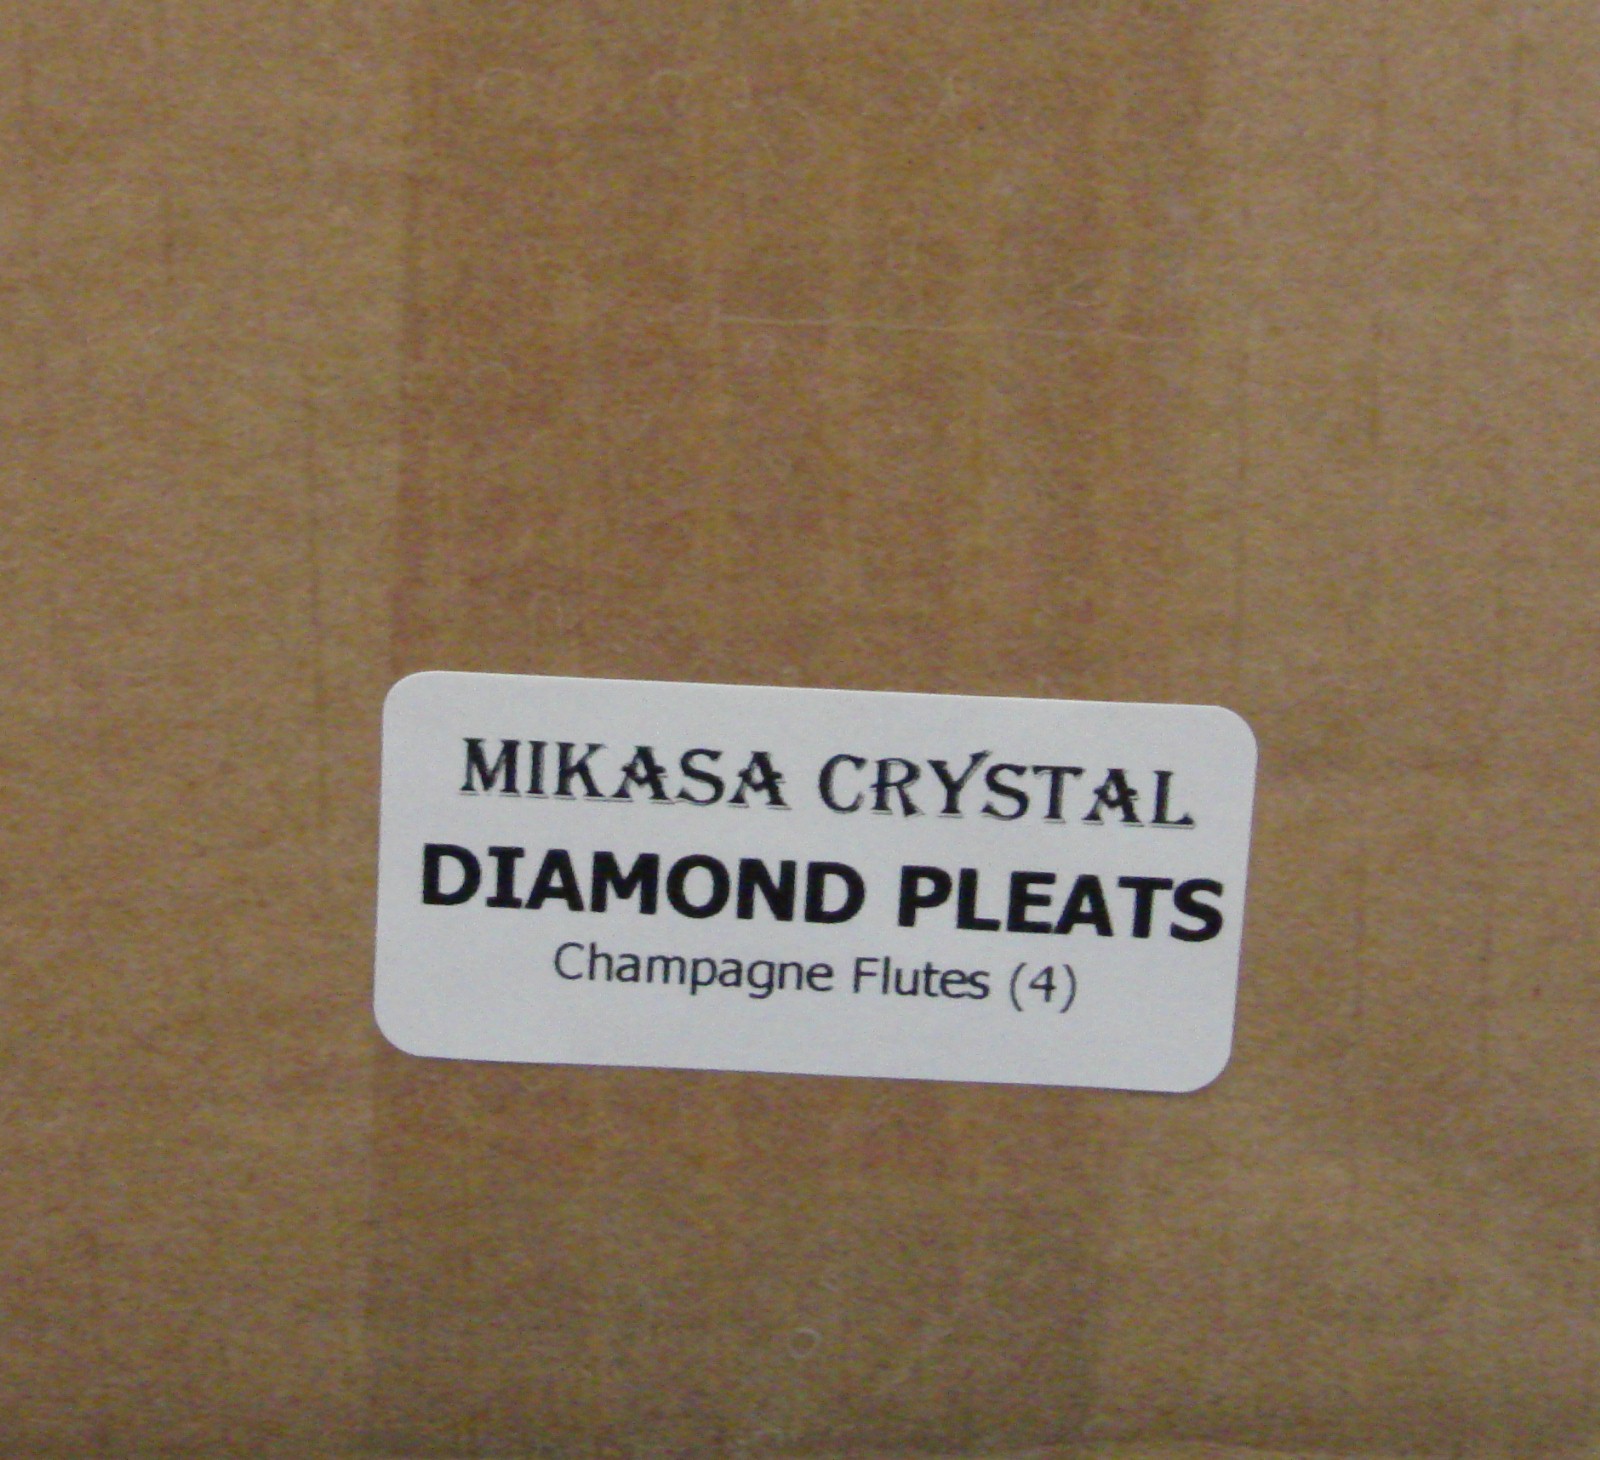 MIKASA CRYSTAL
DIAMOND PLEATS
Champagne Flutes (4)